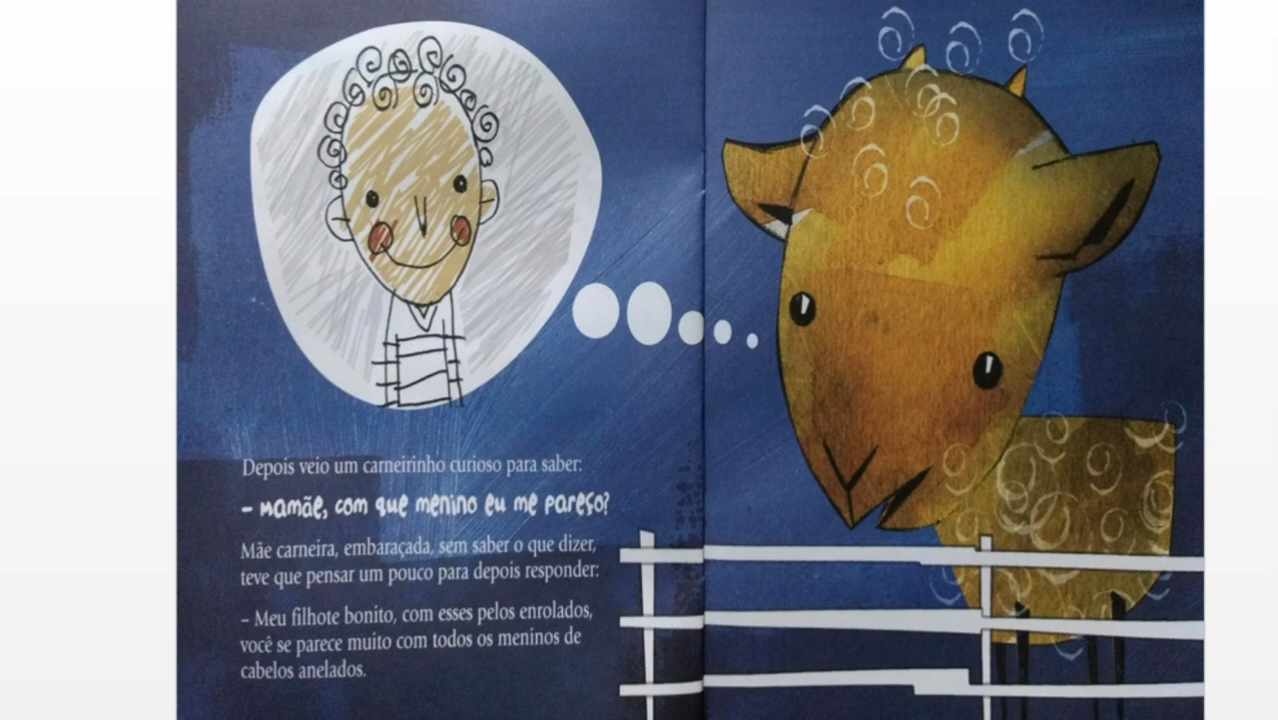 Depois veio um carneirinho curioso para saber:
– mamãe, com que menino eu me pareço?
Mãe carneira, embaraçada, sem saber o que dizer,
teve que pensar um pouco para depois responder:
– Meu filhote bonito, com esses pelos enrolados,
você se parece muito com todos os meninos de
cabelos anelados.